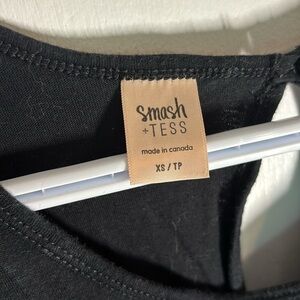 smash
+TESS
made in canada
XS / TP